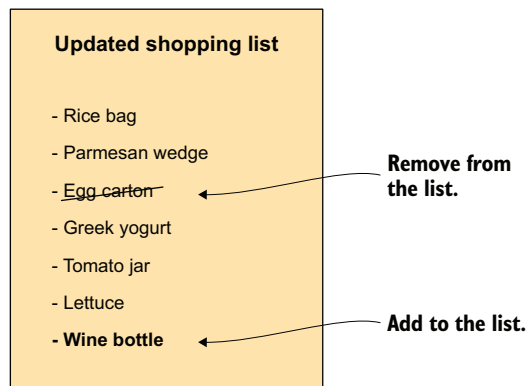 Updated shopping list
- Rice bag
- Parmesan wedge
- Egg carton
- Greek yogurt
- Tomato jar
- Lettuce
- Wine bottle
Remove from
the list.
Add to the list.